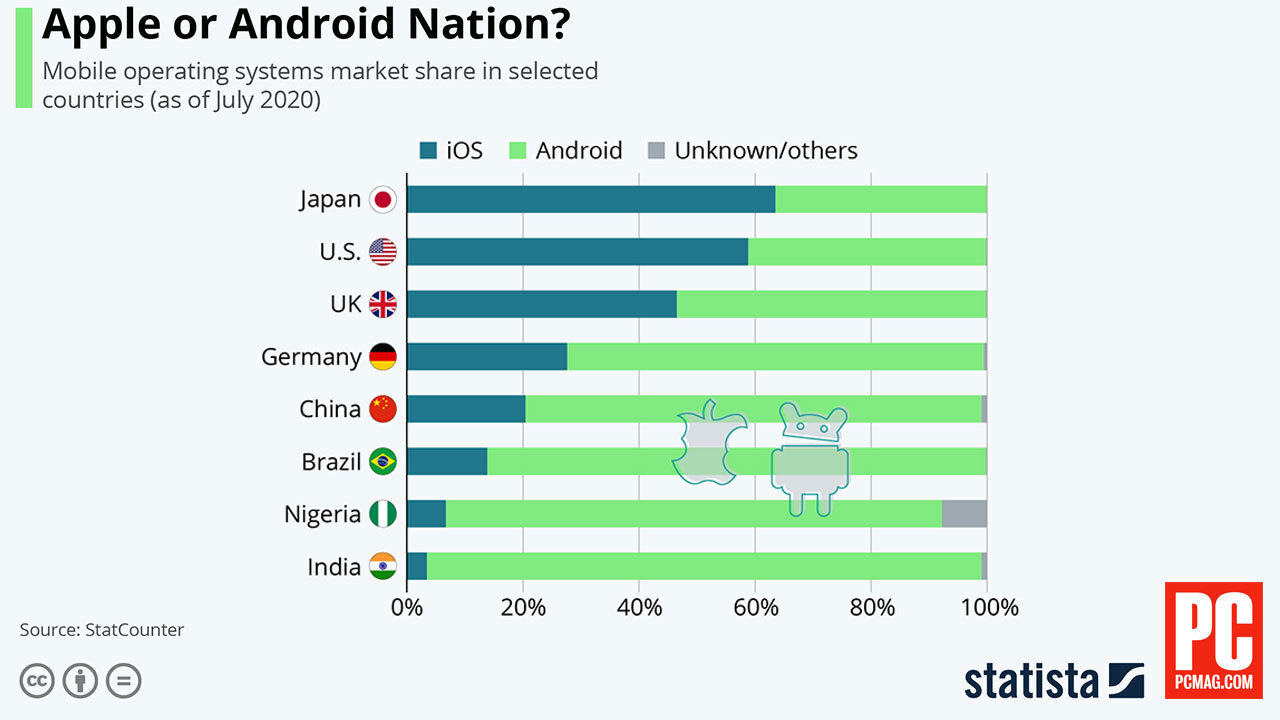 Apple or Android Nation?
Mobile operating systems market share in selected
countries (as of July 2020)
iOS Android Unknown/others
Japan
U.S.
UK
Germany
China
Brazil
Nigeria
India
0% 20% 40% 60% 80% 100%
Source: StatCounter
cc
statista
PC
PCMAG.COM